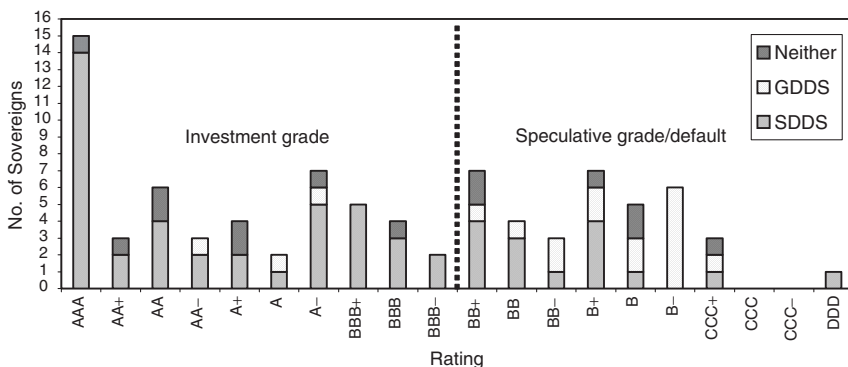 16
15
14
13
12
11
10
9
8
7
6
5
4
3
2
1
0
No. of Sovereigns
Investment grade
Speculative grade/default
Neither
GDDS
SDDS
AAA
AA+
AA
AA−
A+
A
A−
BBB+
BBB
BBB−
BB+
BB
BB−
B+
B
B−
CCC+
CCC
CCC−
DDD
Rating